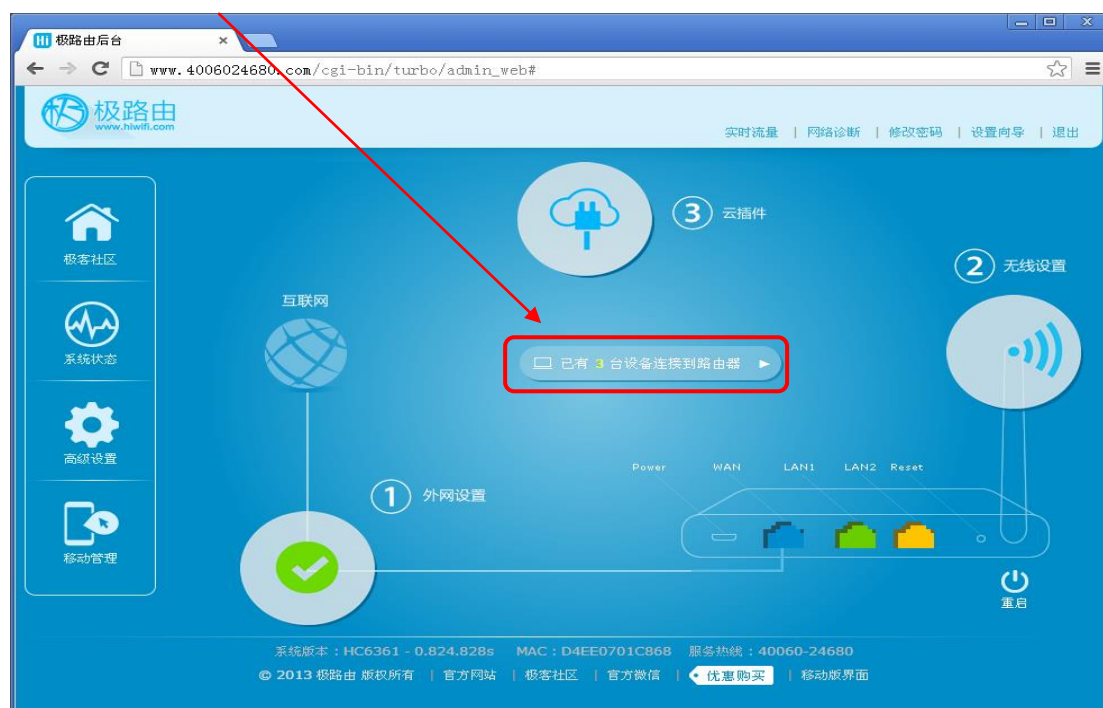 极路由后台
www.4006024680.com/cgi-bin/turbo/admin_web#
极路由
www.hiwifi.com
实时流量 | 网络诊断 | 修改密码 | 设置向导 | 退出
3 云插件
2 无线设置
极客社区
互联网
系统状态
已有 3 台设备连接到路由器
高级设置
Power WAN LAN1 LAN2 Reset
1 外网设置
移动管理
重启
系统版本：HC6361 - 0.824.828s MAC：D4EE0701C868 服务热线：40060-24680
© 2013 极路由 版权所有 | 官方网站 | 极客社区 | 官方微信 | 优惠购买 | 移动版界面